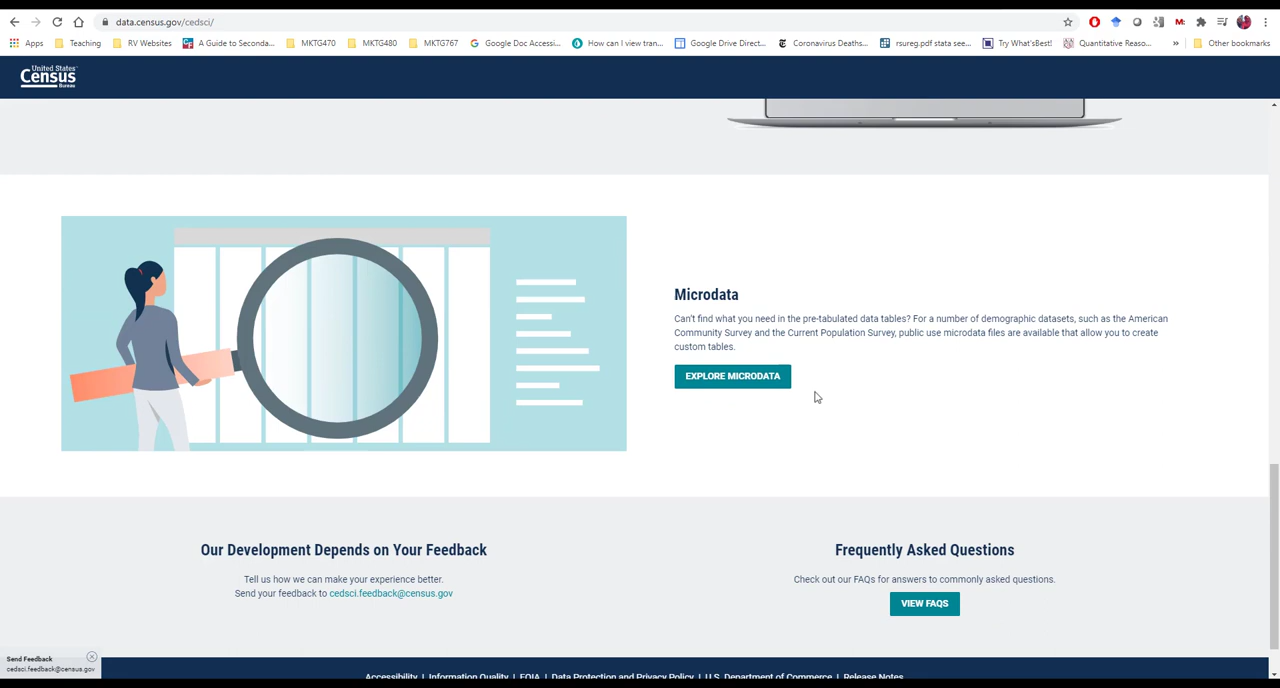 data.census.gov/cedsci/
Apps Teaching RV Websites A Guide to Seconda... MKTG470 MKTG480 MKTG767 Google Doc Accessi... How can I view tran... Google Drive Direct... Coronavirus Deaths... rsureg.pdf stata see... Try What'sBest! Quantitative Reaso... » Other bookmarks
United States®
Census
Bureau
Microdata
Can't find what you need in the pre-tabulated data tables? For a number of demographic datasets, such as the American
Community Survey and the Current Population Survey, public use microdata files are available that allow you to create
custom tables.
EXPLORE MICRODATA
Our Development Depends on Your Feedback
Tell us how we can make your experience better.
Send your feedback to cedsci.feedback@census.gov
Frequently Asked Questions
Check out our FAQs for answers to commonly asked questions.
VIEW FAQS
Send Feedback
cedsci.feedback@census.gov
Accessibility | Information Quality | FOIA | Data Protection and Privacy Policy | U.S. Department of Commerce | Release Notes